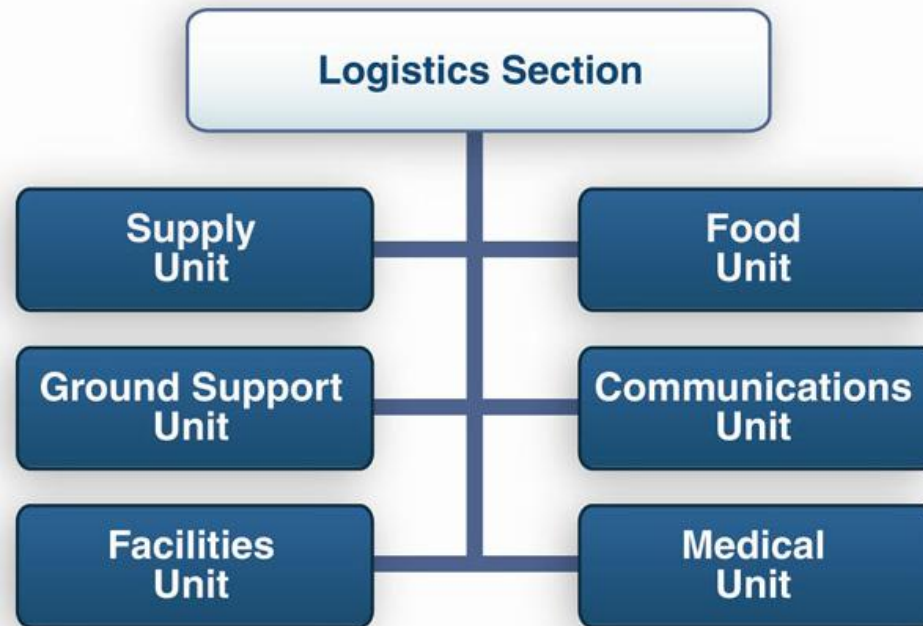 Logistics Section
Supply
Unit
Food
Unit
Ground Support
Unit
Communications
Unit
Facilities
Unit
Medical
Unit